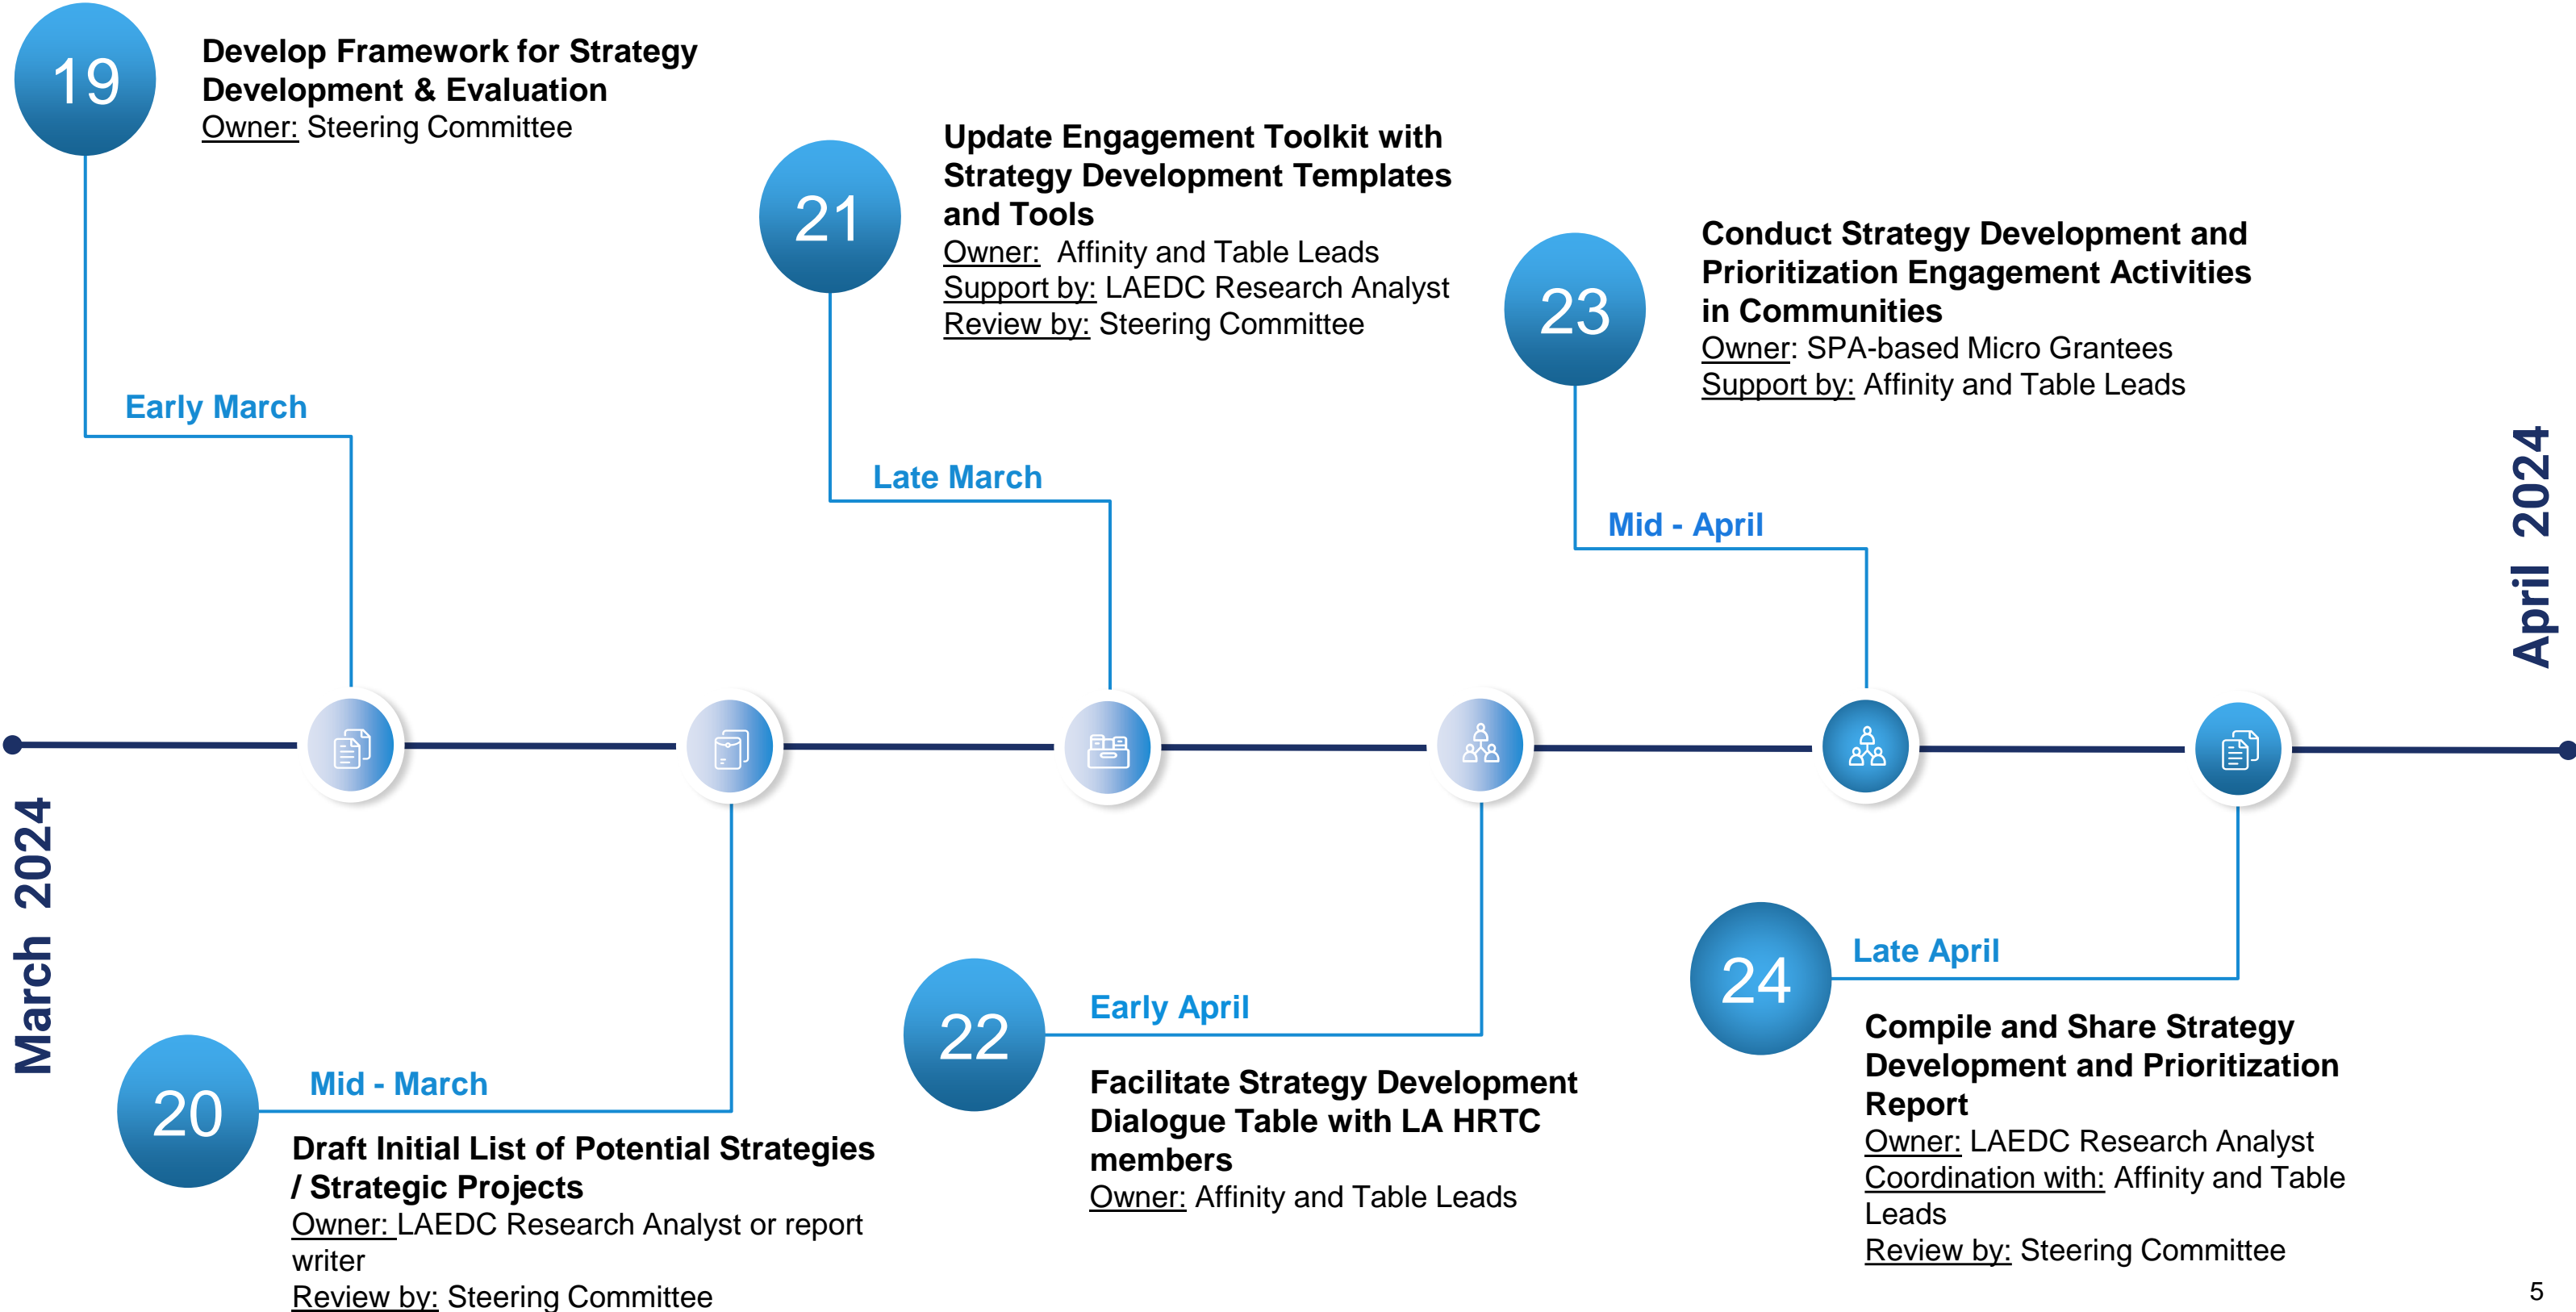 19
Develop Framework for Strategy
Development & Evaluation
Owner: Steering Committee
Early March
21
Update Engagement Toolkit with
Strategy Development Templates
and Tools
Owner:  Affinity and Table Leads
Support by: LAEDC Research Analyst
Review by: Steering Committee
Late March
23
Conduct Strategy Development and
Prioritization Engagement Activities
in Communities
Owner: SPA-based Micro Grantees
Support by: Affinity and Table Leads
Mid - April
April 2024
March 2024
20
Mid - March
Draft Initial List of Potential Strategies
/ Strategic Projects
Owner: LAEDC Research Analyst or report
writer
Review by: Steering Committee
22
Early April
Facilitate Strategy Development
Dialogue Table with LA HRTC
members
Owner: Affinity and Table Leads
24
Late April
Compile and Share Strategy
Development and Prioritization
Report
Owner: LAEDC Research Analyst
Coordination with: Affinity and Table
Leads
Review by: Steering Committee
5